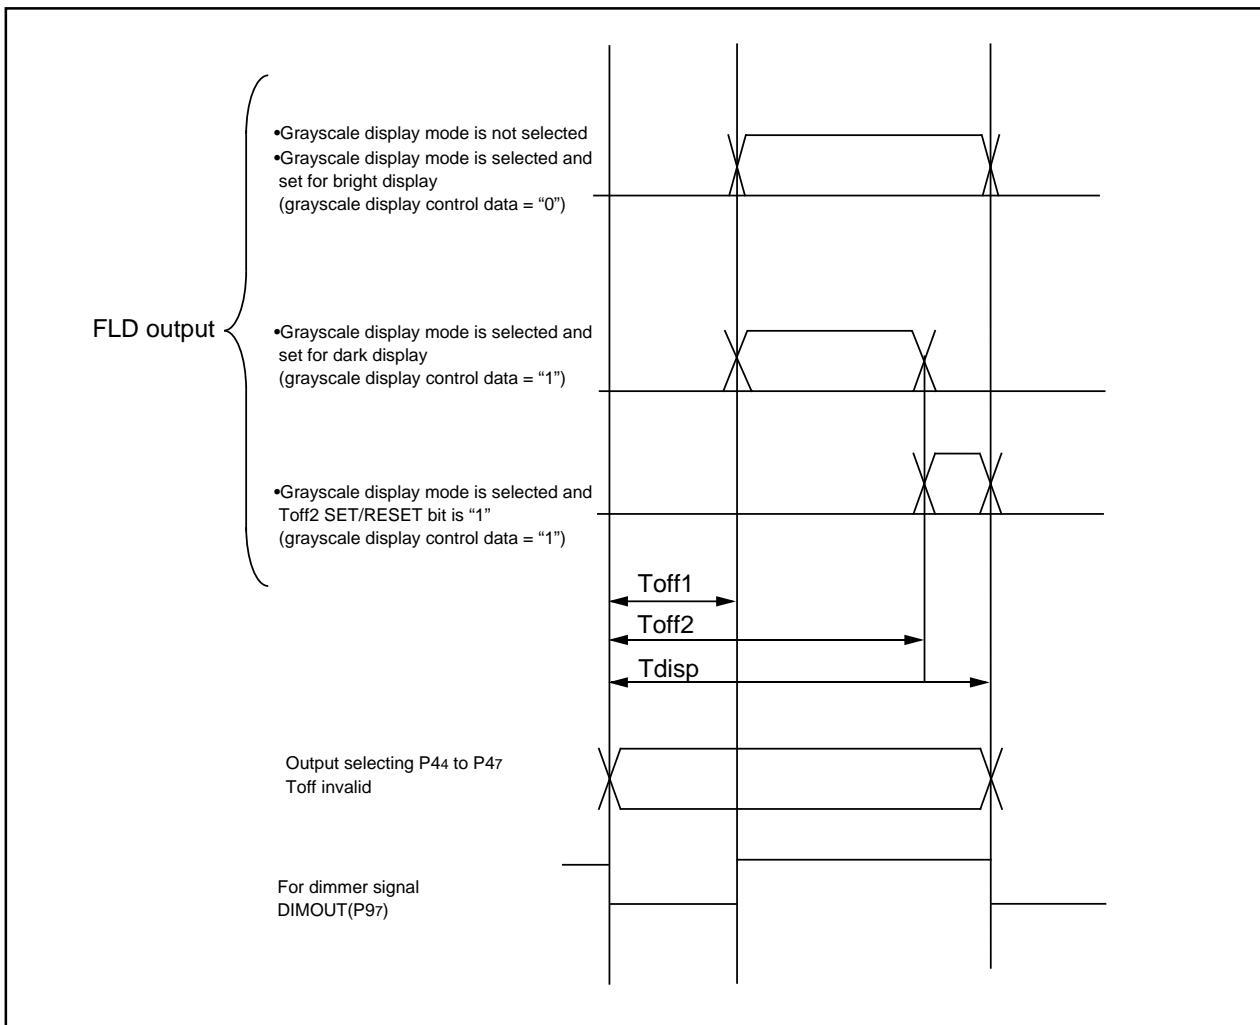 •Grayscale display mode is not selected
•Grayscale display mode is selected and
set for bright display
(grayscale display control data = “0”)
FLD output
•Grayscale display mode is selected and
set for dark display
(grayscale display control data = “1”)
•Grayscale display mode is selected and
Toff2 SET/RESET bit is “1”
(grayscale display control data = “1”)
Toff1
Toff2
Tdisp
Output selecting P44 to P47
Toff invalid
For dimmer signal
DIMOUT(P97)